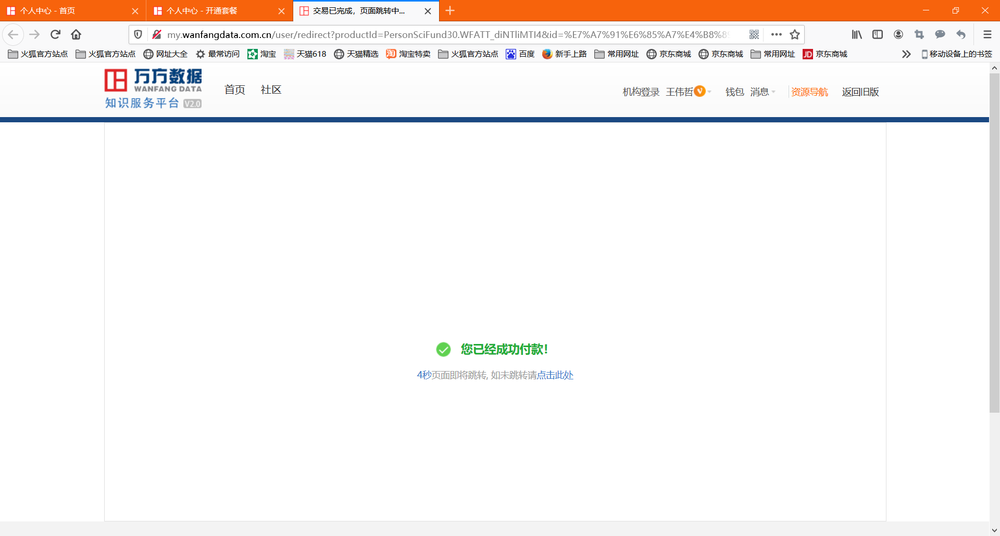 个人中心 - 首页
个人中心 - 开通套餐
交易已完成，页面跳转中...
my.wanfangdata.com.cn/user/redirect?productId=PersonSciFund30.WFATT_diNTliMTI4&id=%E7%A7%91%E6%85%A7%E4%B8%8
火狐官方站点 火狐官方站点 网址大全 最常访问 淘宝 天猫618 天猫精选 淘宝特卖 火狐官方站点 百度 新手上路 常用网址 京东商城 京东商城 常用网址 JD 京东商城 移动设备上的书签
万方数据
WANFANG DATA
知识服务平台 V2.0
首页 社区
机构登录 王伟哲 V 钱包 消息 资源导航 返回旧版
您已经成功付款！
4秒页面即将跳转, 如未跳转请点击此处